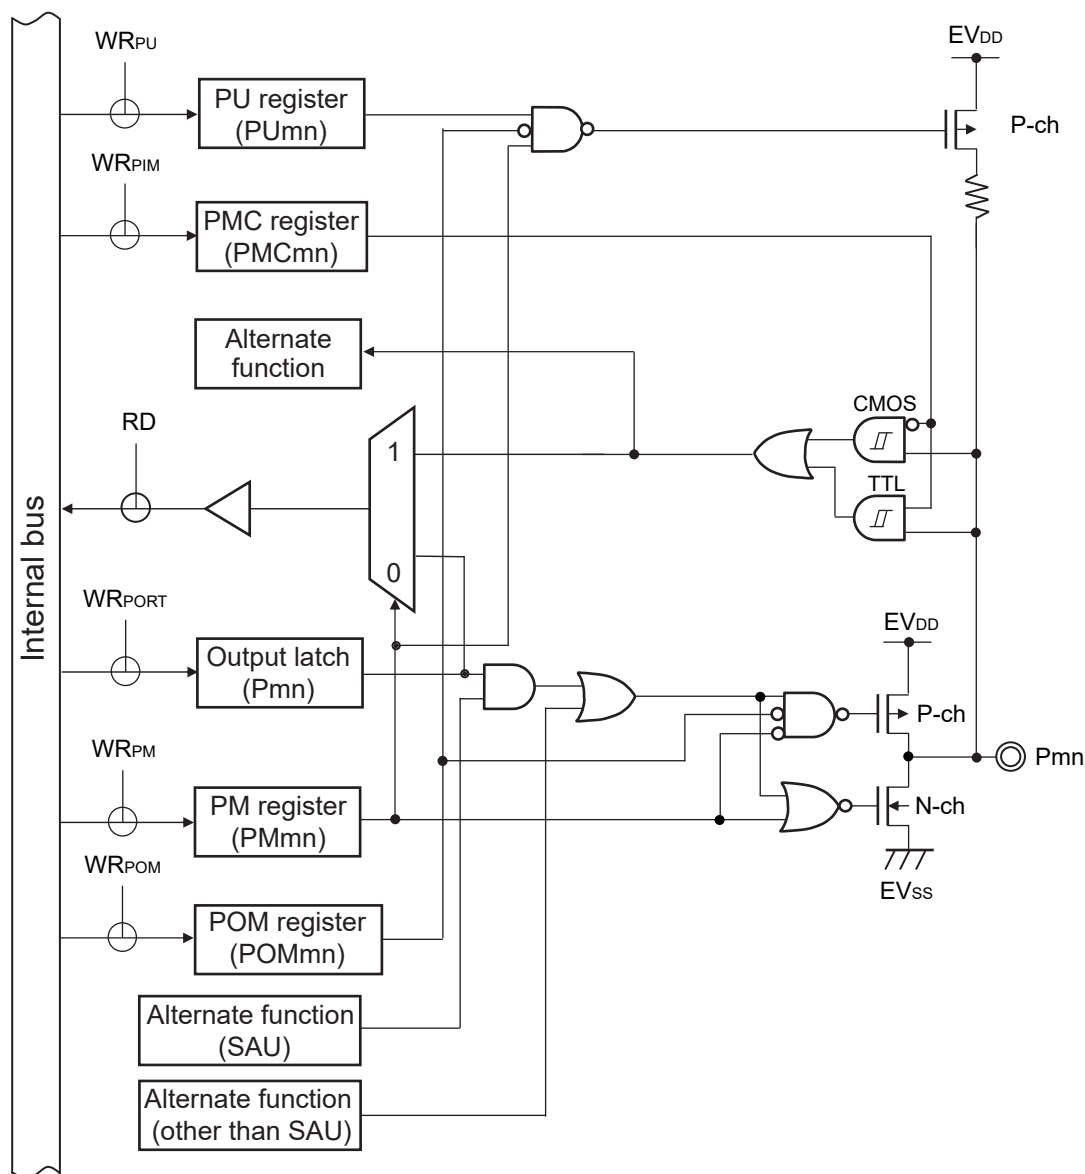 WRPU
EVDD
PU register
(PUmn)
P-ch
WRPIM
PMC register
(PMCmn)
Alternate
function
CMOS
RD
1
TTL
Internal bus
0
WRPORT
EVDD
Output latch
(Pmn)
P-ch
Pmn
WRPM
PM register
(PMmn)
N-ch
WRPOM
EVSS
POM register
(POMmn)
Alternate function
(SAU)
Alternate function
(other than SAU)